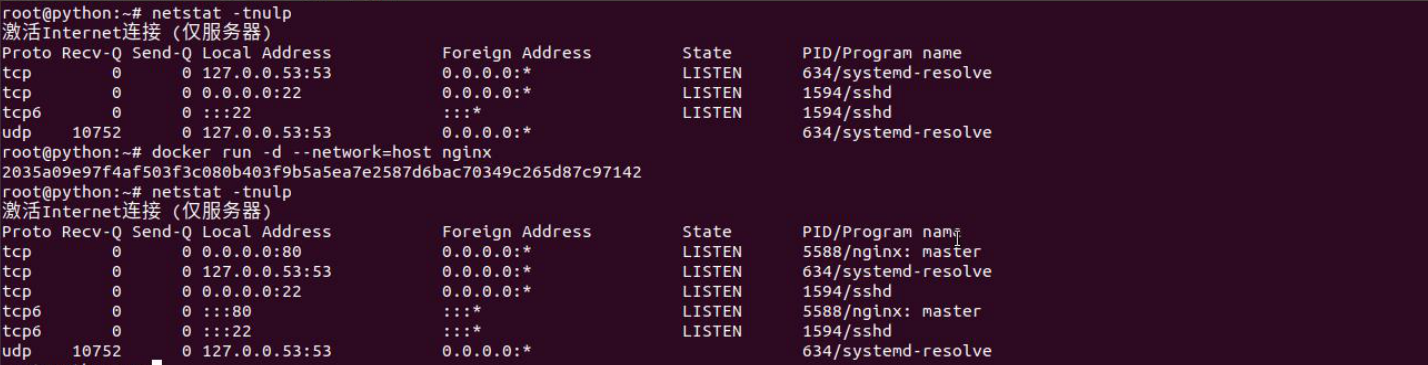 root@python:~# netstat -tnulp
激活Internet连接 (仅服务器)
Proto Recv-Q Send-Q Local Address           Foreign Address         State       PID/Program name
tcp        0      0 127.0.0.53:53           0.0.0.0:*               LISTEN      634/systemd-resolve
tcp        0      0 0.0.0.0:22              0.0.0.0:*               LISTEN      1594/sshd
tcp6       0      0 :::22                   :::*                    LISTEN      1594/sshd
udp    10752      0 127.0.0.53:53           0.0.0.0:*                           634/systemd-resolve
root@python:~# docker run -d --network=host nginx
2035a09e97f4af503f3c080b403f9b5a5ea7e2587d6bac70349c265d87c97142
root@python:~# netstat -tnulp
激活Internet连接 (仅服务器)
Proto Recv-Q Send-Q Local Address           Foreign Address         State       PID/Program name
tcp        0      0 0.0.0.0:80              0.0.0.0:*               LISTEN      5588/nginx: master
tcp        0      0 127.0.0.53:53           0.0.0.0:*               LISTEN      634/systemd-resolve
tcp        0      0 0.0.0.0:22              0.0.0.0:*               LISTEN      1594/sshd
tcp6       0      0 :::80                   :::*                    LISTEN      5588/nginx: master
tcp6       0      0 :::22                   :::*                    LISTEN      1594/sshd
udp    10752      0 127.0.0.53:53           0.0.0.0:*                           634/systemd-resolve